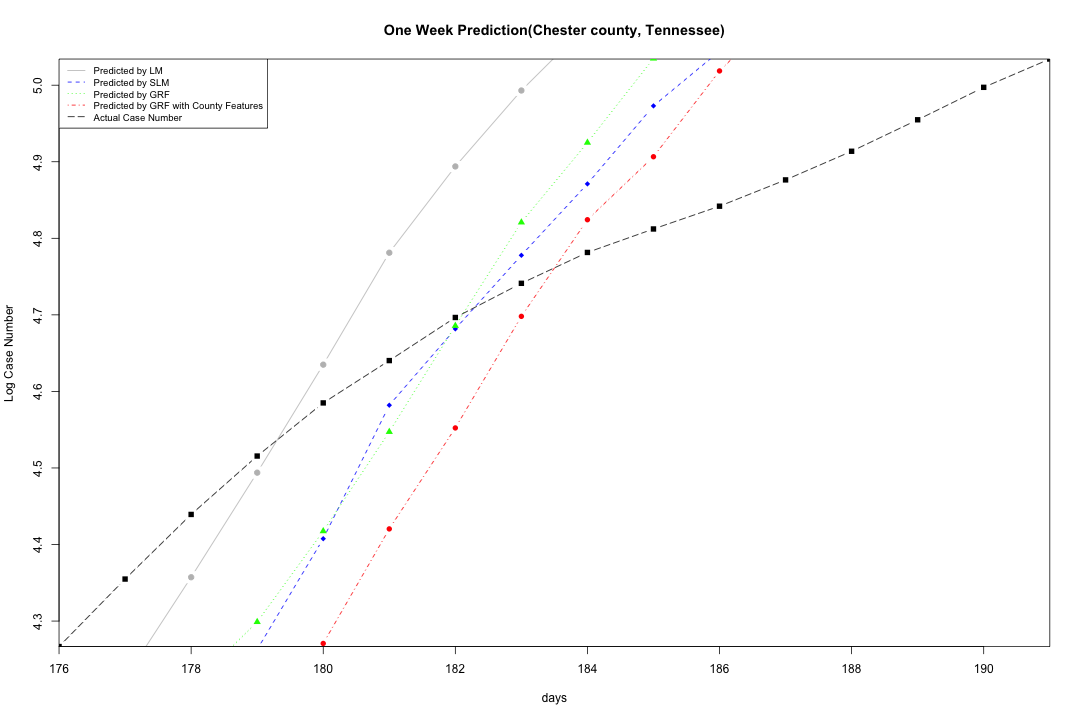 One Week Prediction(Chester county, Tennessee)
Predicted by LM
Predicted by SLM
Predicted by GRF
Predicted by GRF with County Features
Actual Case Number
5.0
4.9
4.8
4.7
4.6
4.5
4.4
4.3
Log Case Number
176 178 180 182 184 186 188 190
days